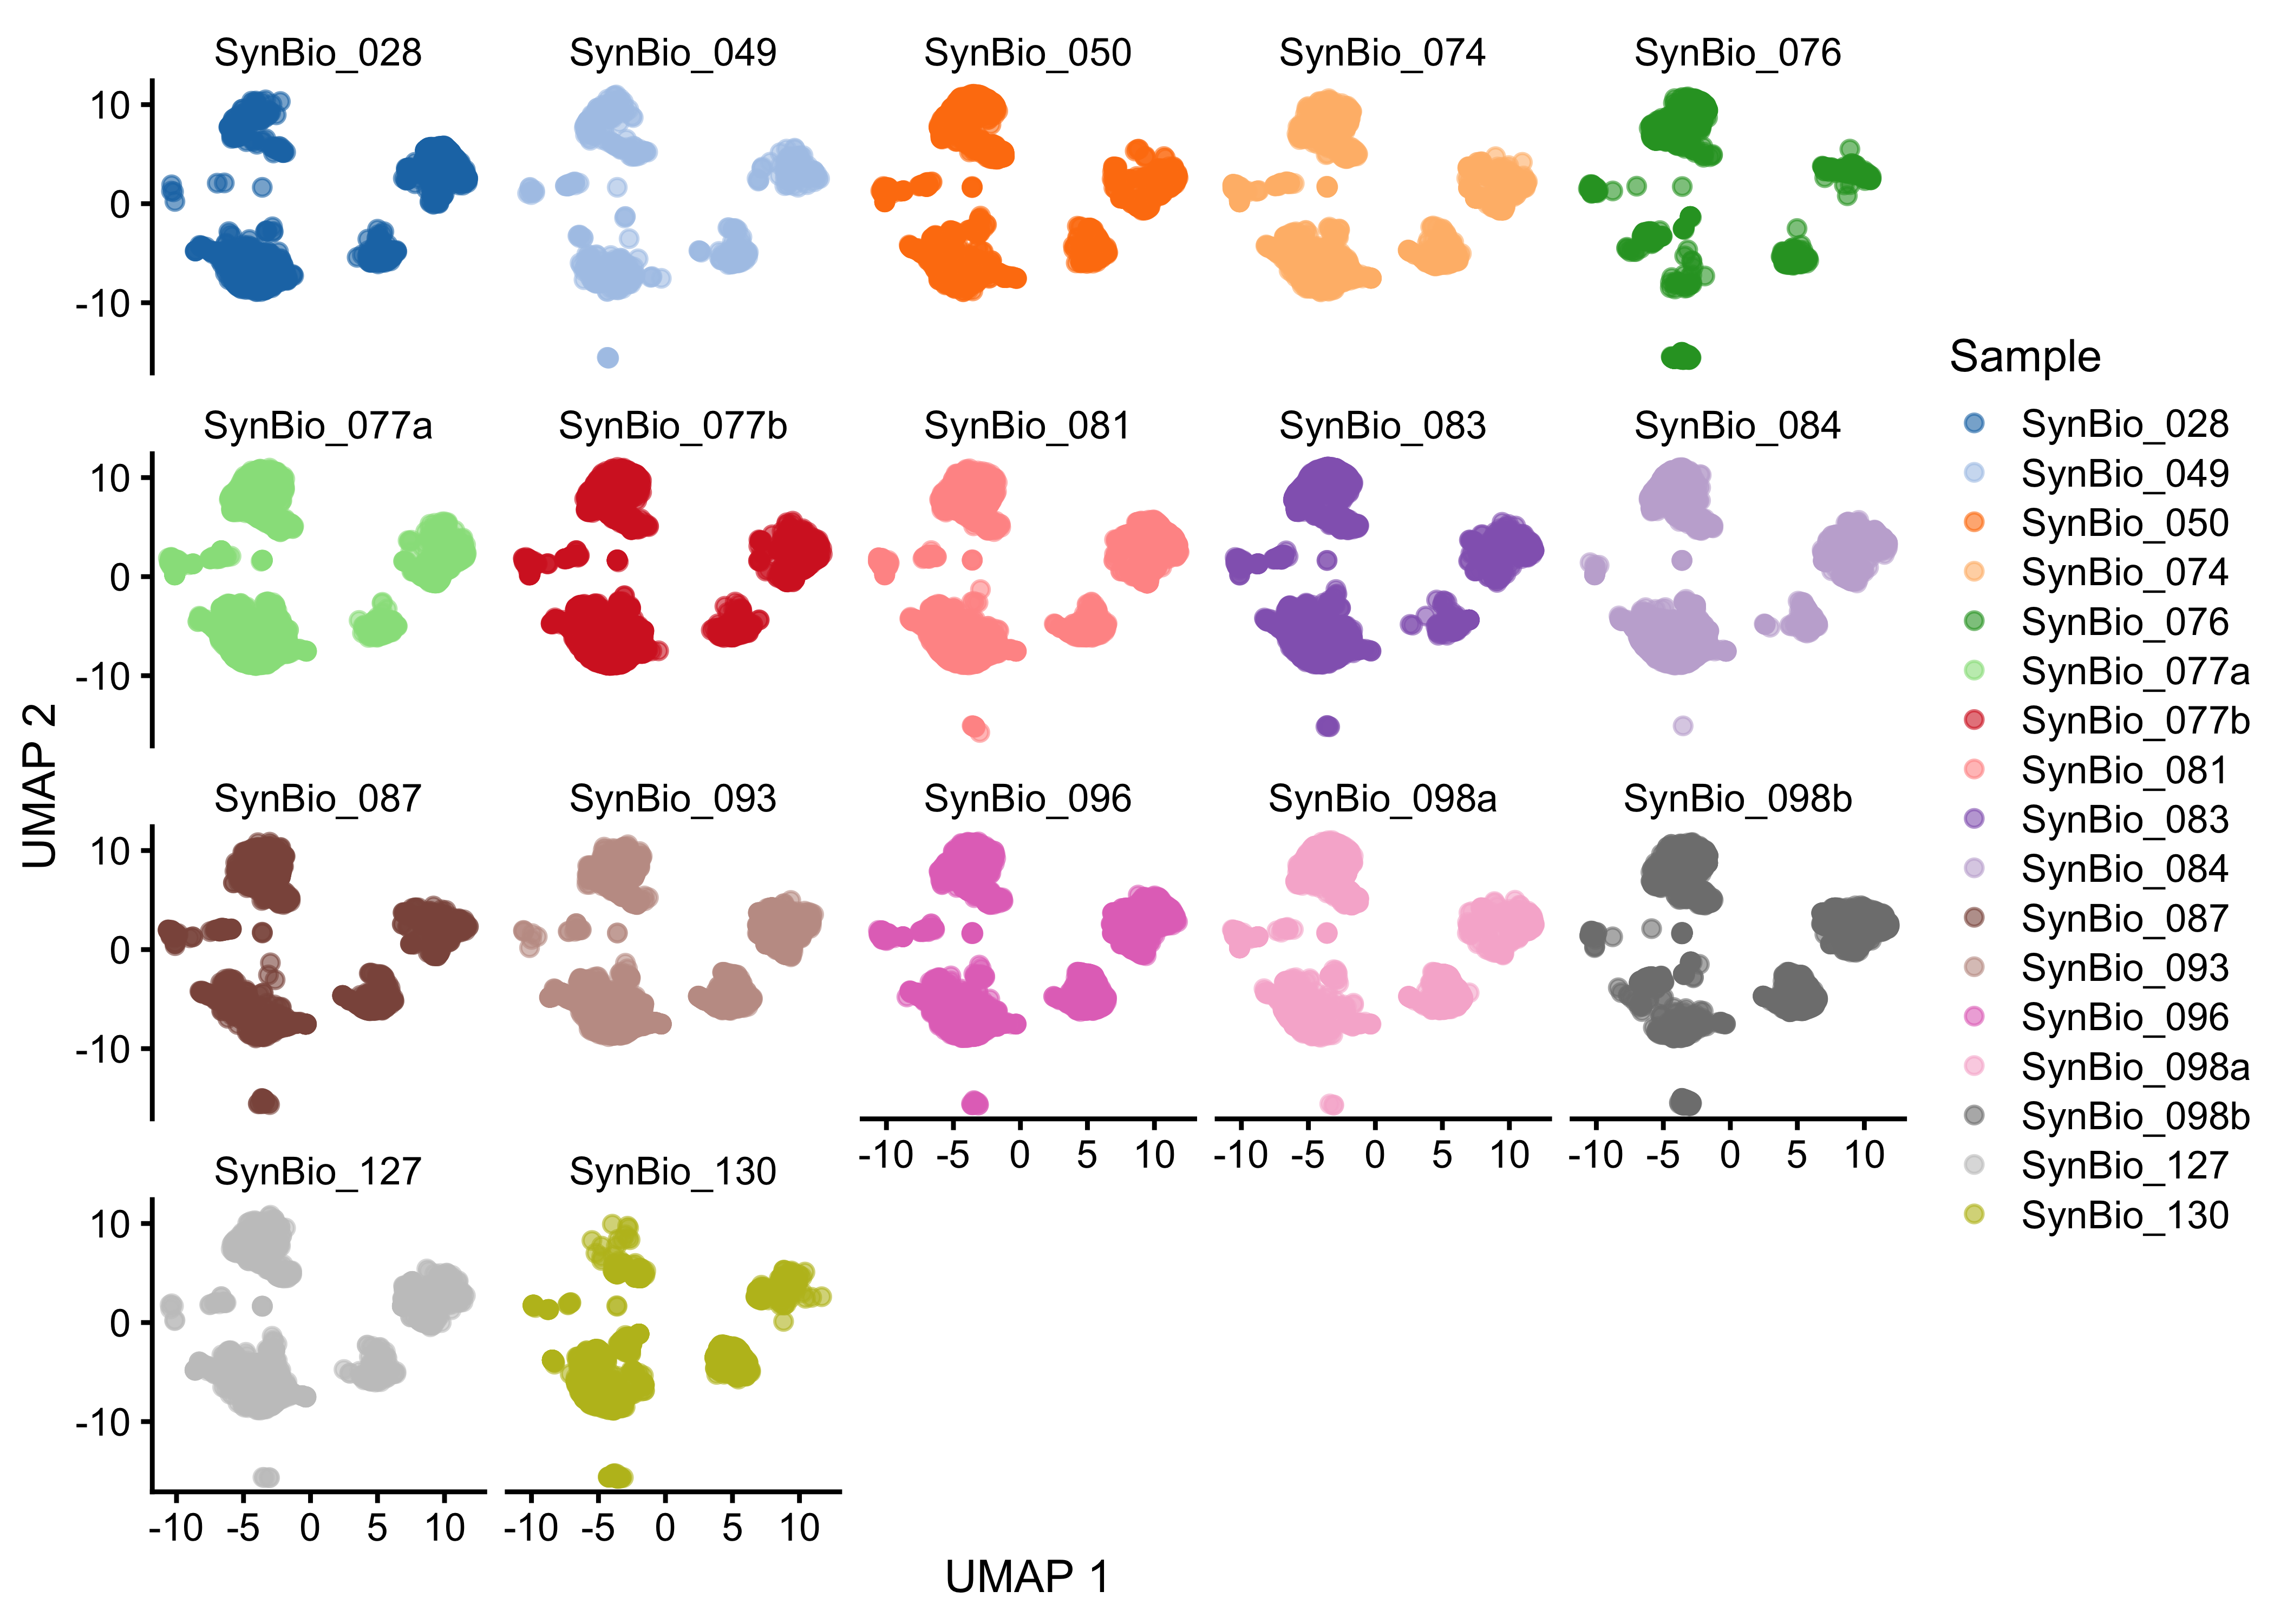 SynBio_028 SynBio_049 SynBio_050 SynBio_074 SynBio_076
10
0
-10
Sample
SynBio_028
SynBio_049
SynBio_050
SynBio_074
SynBio_076
SynBio_077a
SynBio_077b
SynBio_081
SynBio_083
SynBio_084
SynBio_087
SynBio_093
SynBio_096
SynBio_098a
SynBio_098b
SynBio_127
SynBio_130
SynBio_077a SynBio_077b SynBio_081 SynBio_083 SynBio_084
10
0
-10
UMAP 2
SynBio_087 SynBio_093 SynBio_096 SynBio_098a SynBio_098b
10
0
-10
-10 -5 0 5 10 -10 -5 0 5 10 -10 -5 0 5 10
SynBio_127 SynBio_130
10
0
-10
-10 -5 0 5 10 -10 -5 0 5 10
UMAP 1